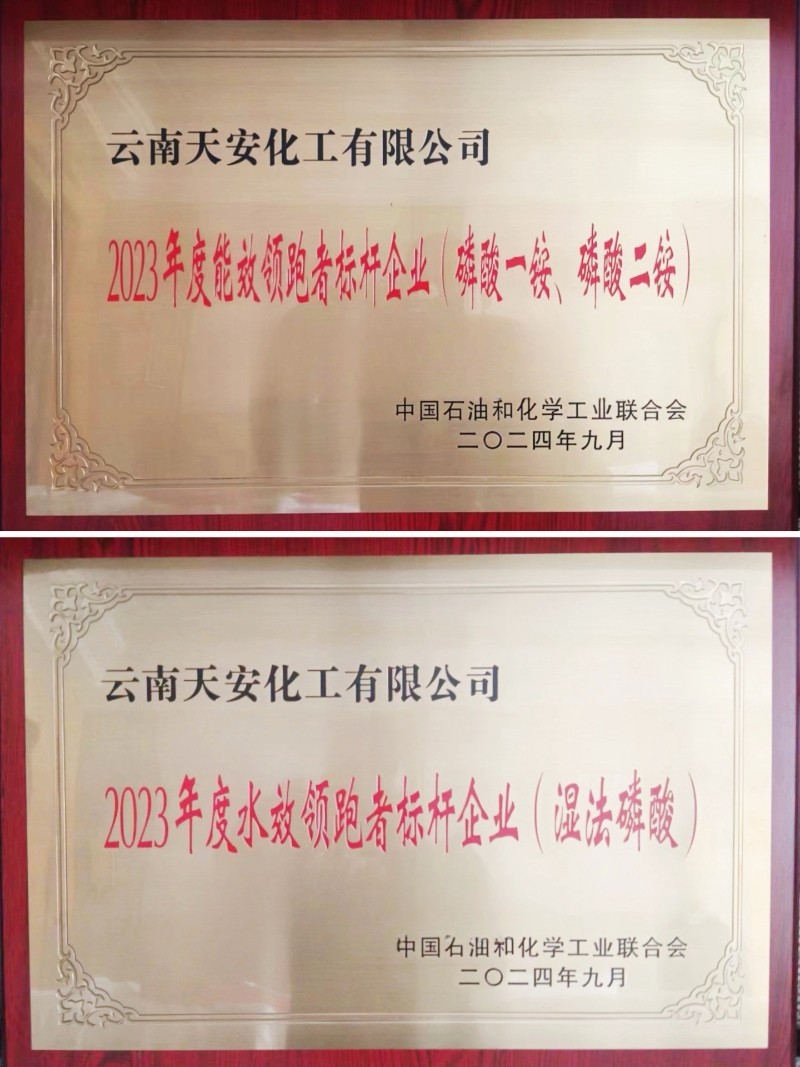 云南天安化工有限公司
2023年度能效领跑者标杆企业（磷酸一铵、磷酸二铵）
中国石油和化学工业联合会
二〇二四年九月
云南天安化工有限公司
2023年度水效领跑者标杆企业（湿法磷酸）
中国石油和化学工业联合会
二〇二四年九月